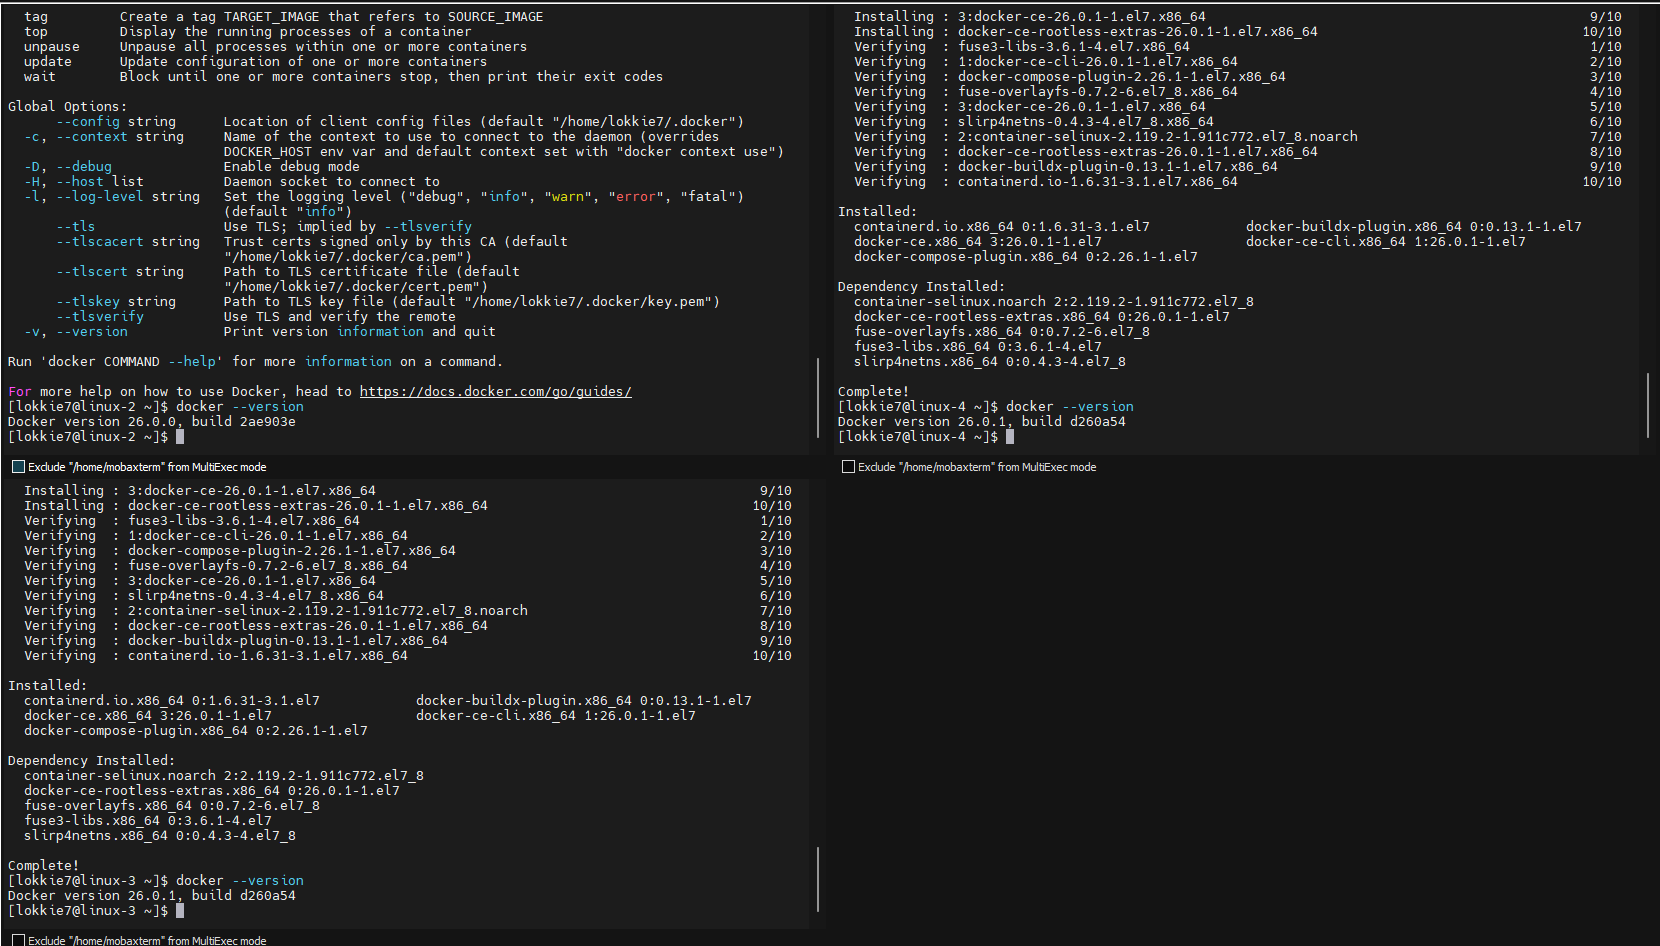 tag         Create a tag TARGET_IMAGE that refers to SOURCE_IMAGE
top         Display the running processes of a container
unpause     Unpause all processes within one or more containers
update      Update configuration of one or more containers
wait        Block until one or more containers stop, then print their exit codes
Global Options:
--config string      Location of client config files (default "/home/lokkie7/.docker")
-c, --context string     Name of the context to use to connect to the daemon (overrides
DOCKER_HOST env var and default context set with "docker context use")
-D, --debug              Enable debug mode
-H, --host list          Daemon socket to connect to
-l, --log-level string   Set the logging level ("debug", "info", "warn", "error", "fatal")
(default "info")
--tls                Use TLS; implied by --tlsverify
--tlscacert string   Trust certs signed only by this CA (default
"/home/lokkie7/.docker/ca.pem")
--tlscert string     Path to TLS certificate file (default
"/home/lokkie7/.docker/cert.pem")
--tlskey string      Path to TLS key file (default "/home/lokkie7/.docker/key.pem")
--tlsverify          Use TLS and verify the remote
-v, --version            Print version information and quit
Run 'docker COMMAND --help' for more information on a command.
For more help on how to use Docker, head to https://docs.docker.com/go/guides/
[lokkie7@linux-2 ~]$ docker --version
Docker version 26.0.0, build 2ae903e
[lokkie7@linux-2 ~]$
Exclude "/home/mobaxterm" from MultiExec mode
Installing : 3:docker-ce-26.0.1-1.el7.x86_64 9/10
Installing : docker-ce-rootless-extras-26.0.1-1.el7.x86_64 10/10
Verifying  : fuse3-libs-3.6.1-4.el7.x86_64 1/10
Verifying  : 1:docker-ce-cli-26.0.1-1.el7.x86_64 2/10
Verifying  : docker-compose-plugin-2.26.1-1.el7.x86_64 3/10
Verifying  : fuse-overlayfs-0.7.2-6.el7_8.x86_64 4/10
Verifying  : 3:docker-ce-26.0.1-1.el7.x86_64 5/10
Verifying  : slirp4netns-0.4.3-4.el7_8.x86_64 6/10
Verifying  : 2:container-selinux-2.119.2-1.911c772.el7_8.noarch 7/10
Verifying  : docker-ce-rootless-extras-26.0.1-1.el7.x86_64 8/10
Verifying  : docker-buildx-plugin-0.13.1-1.el7.x86_64 9/10
Verifying  : containerd.io-1.6.31-3.1.el7.x86_64 10/10
Installed:
containerd.io.x86_64 0:1.6.31-3.1.el7 docker-buildx-plugin.x86_64 0:0.13.1-1.el7
docker-ce.x86_64 3:26.0.1-1.el7 docker-ce-cli.x86_64 1:26.0.1-1.el7
docker-compose-plugin.x86_64 0:2.26.1-1.el7
Dependency Installed:
container-selinux.noarch 2:2.119.2-1.911c772.el7_8
docker-ce-rootless-extras.x86_64 0:26.0.1-1.el7
fuse-overlayfs.x86_64 0:0.7.2-6.el7_8
fuse3-libs.x86_64 0:3.6.1-4.el7
slirp4netns.x86_64 0:0.4.3-4.el7_8
Complete!
[lokkie7@linux-4 ~]$ docker --version
Docker version 26.0.1, build d260a54
[lokkie7@linux-4 ~]$
Exclude "/home/mobaxterm" from MultiExec mode
Installing : 3:docker-ce-26.0.1-1.el7.x86_64 9/10
Installing : docker-ce-rootless-extras-26.0.1-1.el7.x86_64 10/10
Verifying  : fuse3-libs-3.6.1-4.el7.x86_64 1/10
Verifying  : 1:docker-ce-cli-26.0.1-1.el7.x86_64 2/10
Verifying  : docker-compose-plugin-2.26.1-1.el7.x86_64 3/10
Verifying  : fuse-overlayfs-0.7.2-6.el7_8.x86_64 4/10
Verifying  : 3:docker-ce-26.0.1-1.el7.x86_64 5/10
Verifying  : slirp4netns-0.4.3-4.el7_8.x86_64 6/10
Verifying  : 2:container-selinux-2.119.2-1.911c772.el7_8.noarch 7/10
Verifying  : docker-ce-rootless-extras-26.0.1-1.el7.x86_64 8/10
Verifying  : docker-buildx-plugin-0.13.1-1.el7.x86_64 9/10
Verifying  : containerd.io-1.6.31-3.1.el7.x86_64 10/10
Installed:
containerd.io.x86_64 0:1.6.31-3.1.el7 docker-buildx-plugin.x86_64 0:0.13.1-1.el7
docker-ce.x86_64 3:26.0.1-1.el7 docker-ce-cli.x86_64 1:26.0.1-1.el7
docker-compose-plugin.x86_64 0:2.26.1-1.el7
Dependency Installed:
container-selinux.noarch 2:2.119.2-1.911c772.el7_8
docker-ce-rootless-extras.x86_64 0:26.0.1-1.el7
fuse-overlayfs.x86_64 0:0.7.2-6.el7_8
fuse3-libs.x86_64 0:3.6.1-4.el7
slirp4netns.x86_64 0:0.4.3-4.el7_8
Complete!
[lokkie7@linux-3 ~]$ docker --version
Docker version 26.0.1, build d260a54
[lokkie7@linux-3 ~]$
Exclude "/home/mobaxterm" from MultiExec mode